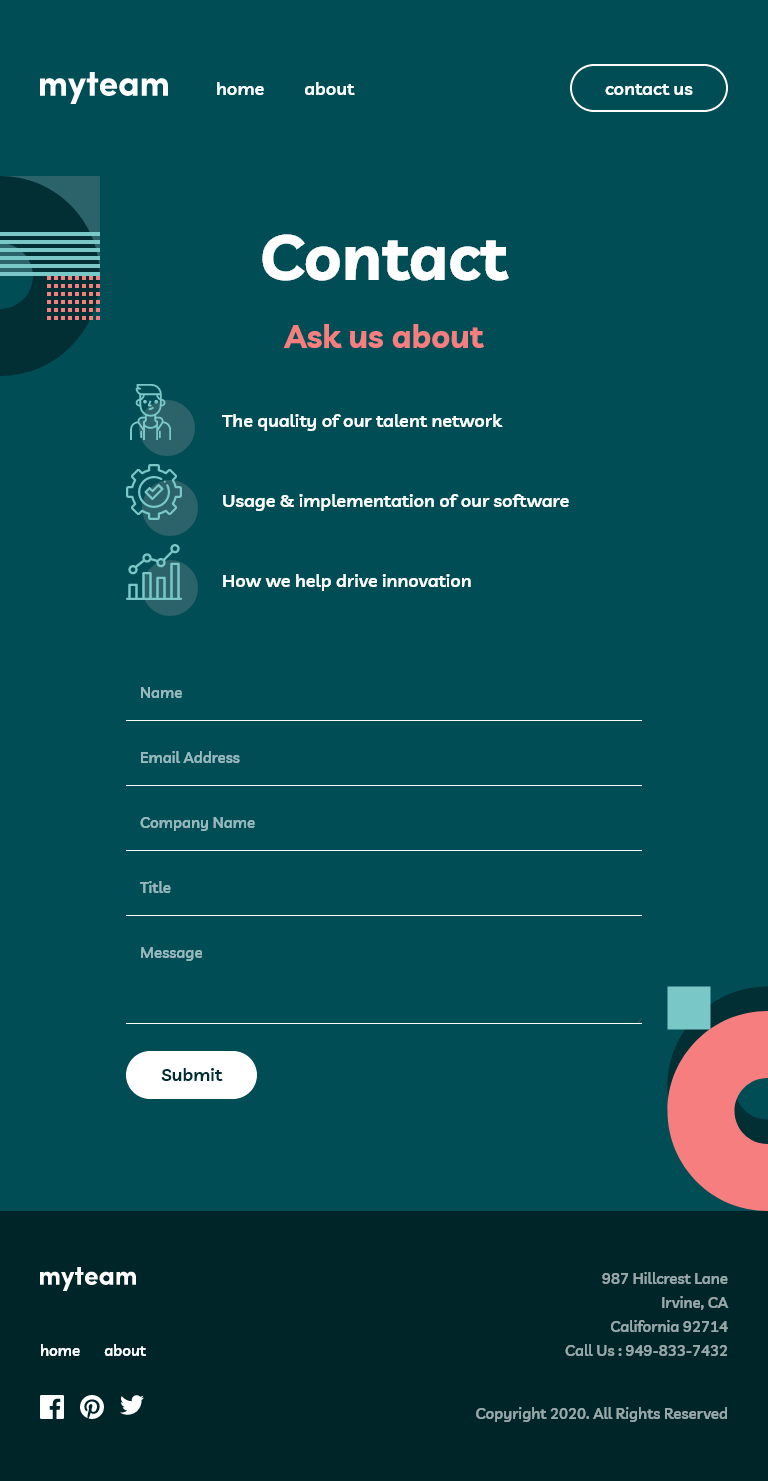 myteam
home about
contact us
Contact
Ask us about
The quality of our talent network
Usage & implementation of our software
How we help drive innovation
Name
Email Address
Company Name
Title
Message
Submit
myteam
home about
987 Hillcrest Lane
Irvine, CA
California 92714
Call Us : 949-833-7432
Copyright 2020. All Rights Reserved